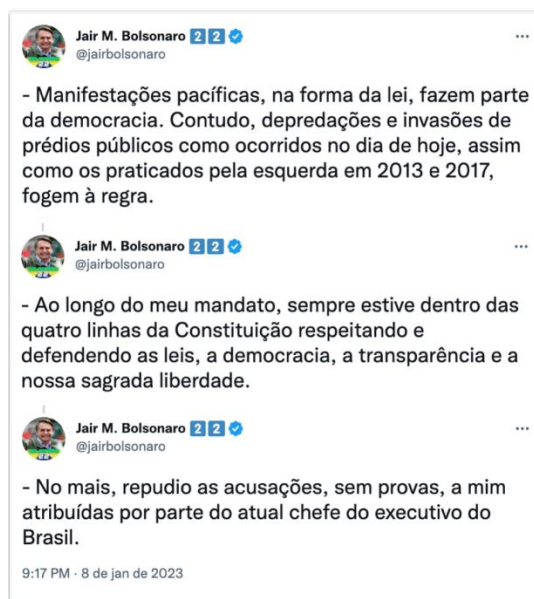 Jair M. Bolsonaro 2️⃣2️⃣
@jairbolsonaro
- Manifestações pacíficas, na forma da lei, fazem parte
da democracia. Contudo, depredações e invasões de
prédios públicos como ocorridos no dia de hoje, assim
como os praticados pela esquerda em 2013 e 2017,
fogem à regra.
Jair M. Bolsonaro 2️⃣2️⃣
@jairbolsonaro
- Ao longo do meu mandato, sempre estive dentro das
quatro linhas da Constituição respeitando e
defendendo as leis, a democracia, a transparência e a
nossa sagrada liberdade.
Jair M. Bolsonaro 2️⃣2️⃣
@jairbolsonaro
- No mais, repudio as acusações, sem provas, a mim
atribuídas por parte do atual chefe do executivo do
Brasil.
9:17 PM · 8 de jan de 2023